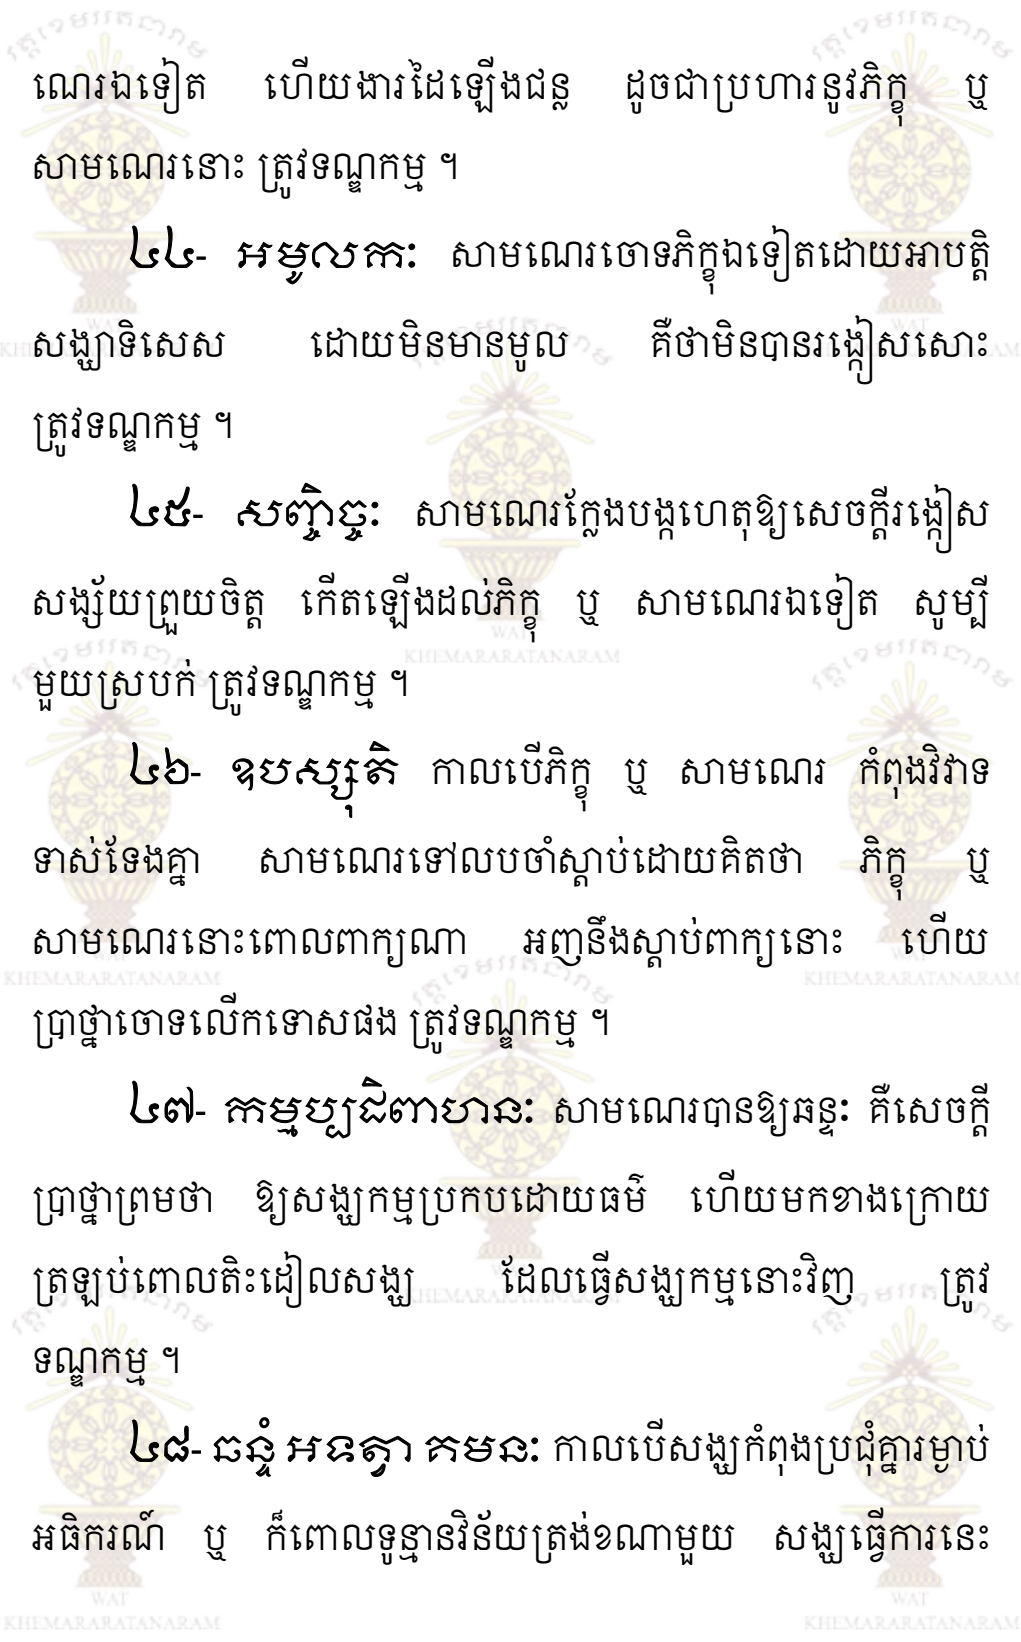 ណេរឯទៀត ហើយងារដៃឡើងជន្ល ដូចជាប្រហារនូវភិក្ខុ ឬ
សាមណេរនោះ ត្រូវទណ្ឌកម្ម ។
៤៤- អមូលកៈ សាមណេរចោទភិក្ខុឯទៀតដោយអាបត្តិ
សង្ឃាទិសេស ដោយមិនមានមូល គឺថាមិនបានរង្កៀសសោះ
ត្រូវទណ្ឌកម្ម ។
៤៥- សញ្ចិច្ចៈ សាមណេរក្លែងបង្កហេតុឱ្យសេចក្តីរង្កៀស
សង្ស័យព្រួយចិត្ត កើតឡើងដល់ភិក្ខុ ឬ សាមណេរឯទៀត សូម្បី
មួយស្របក់ ត្រូវទណ្ឌកម្ម ។
៤៦- ឧបស្សុតិ កាលបើភិក្ខុ ឬ សាមណេរ កំពុងវិវាទ
ទាស់ទែងគ្នា សាមណេរទៅលបចាំស្តាប់ដោយគិតថា ភិក្ខុ ឬ
សាមណេរនោះពោលពាក្យណា អញនឹងស្តាប់ពាក្យនោះ ហើយ
ប្រាថ្នាចោទលើកទោសផង ត្រូវទណ្ឌកម្ម ។
៤៧- កម្មប្បដិពាហនៈ សាមណេរបានឱ្យឆន្ទៈ គឺសេចក្តី
ប្រាថ្នាព្រមថា ឱ្យសង្ឃកម្មប្រកបដោយធម៌ ហើយមកខាងក្រោយ
ត្រឡប់ពោលតិះដៀលសង្ឃ ដែលធ្វើសង្ឃកម្មនោះវិញ ត្រូវ
ទណ្ឌកម្ម ។
៤៨- ឆន្ទំ អទត្វា គមនៈ កាលបើសង្ឃកំពុងប្រជុំគ្នារម្ងាប់
អធិករណ៍ ឬ ក៏ពោលទូន្មានវិន័យត្រង់ខណាមួយ សង្ឃធ្វើការនេះ
WAT
KHEMARARATANARAM